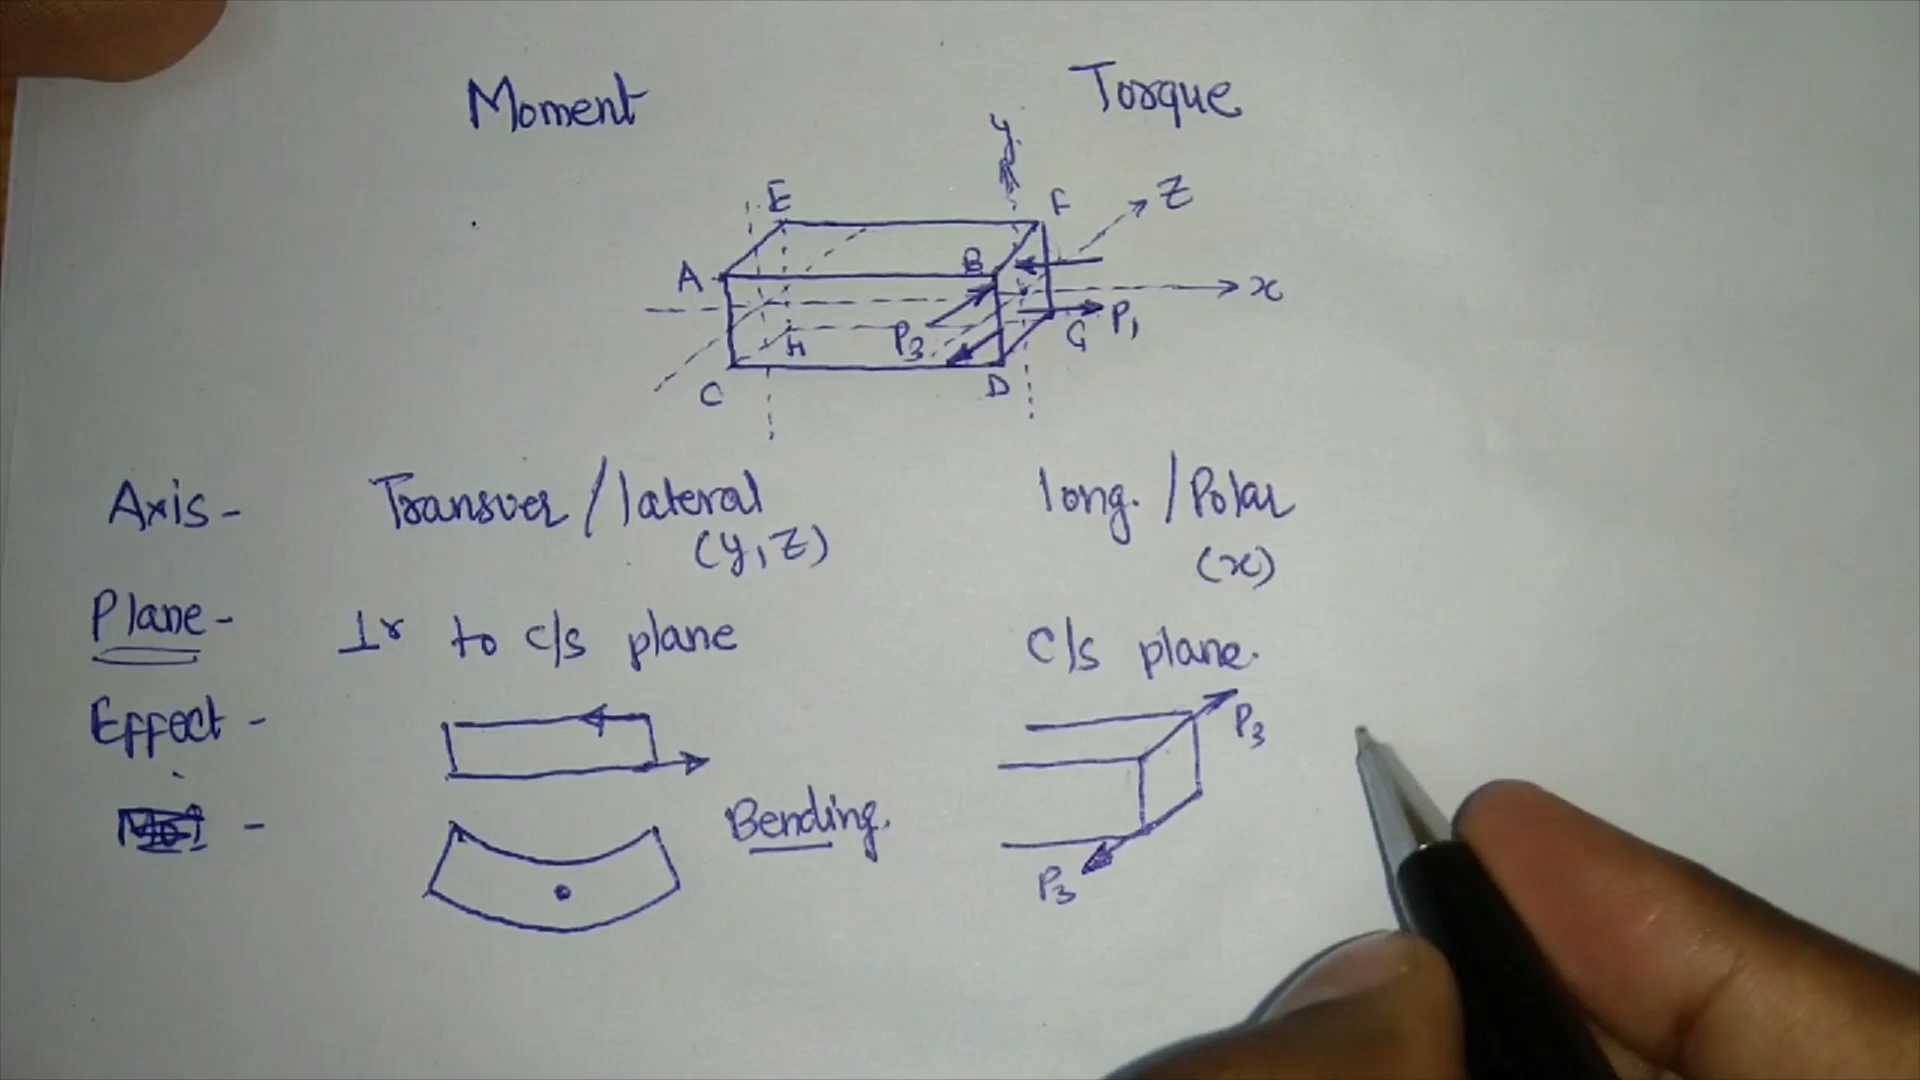 Moment
Torque
y
Z
E
F
A
B
x
P3
P1
H
G
C
D
Axis - Transver/lateral long./Polar
(y,z) (x)
Plane - ⊥r to c/s plane c/s plane.
Effect -
P3
Bending.
P3